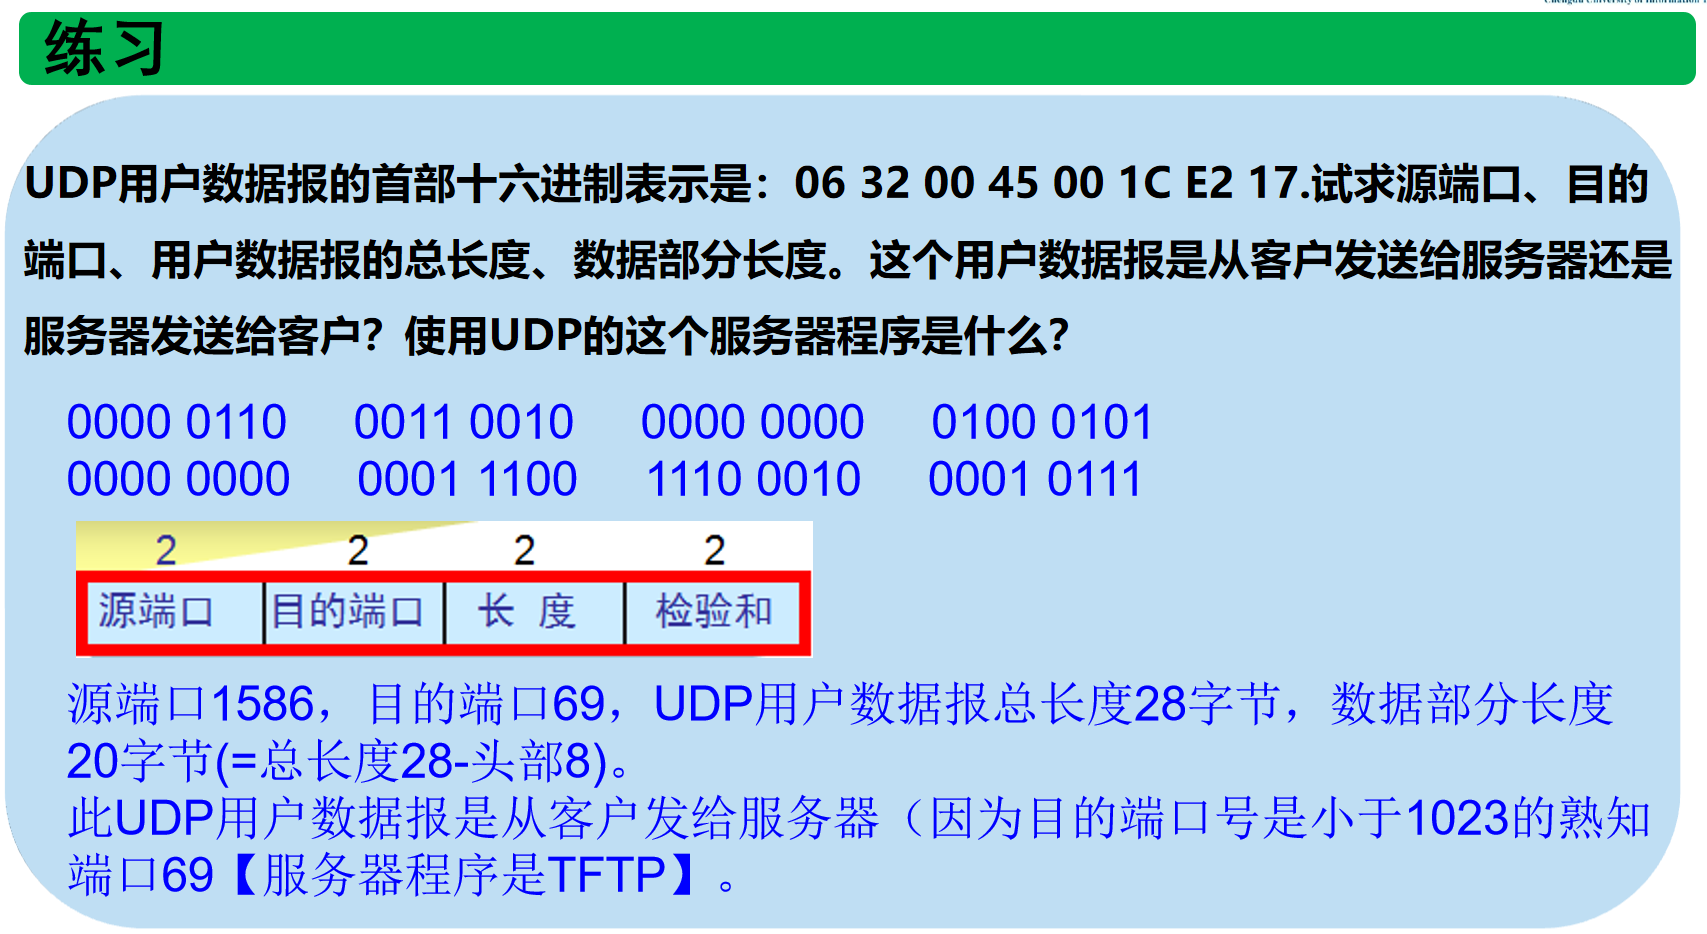 练习
UDP用户数据报的首部十六进制表示是：06 32 00 45 00 1C E2 17.试求源端口、目的
端口、用户数据报的总长度、数据部分长度。这个用户数据报是从客户发送给服务器还是
服务器发送给客户？使用UDP的这个服务器程序是什么？
0000 0110 0011 0010 0000 0000 0100 0101
0000 0000 0001 1100 1110 0010 0001 0111
2 2 2 2
源端口 目的端口 长 度 检验和
源端口1586，目的端口69，UDP用户数据报总长度28字节，数据部分长度
20字节(=总长度28-头部8)。
此UDP用户数据报是从客户发给服务器（因为目的端口号是小于1023的熟知
端口69【服务器程序是TFTP】。